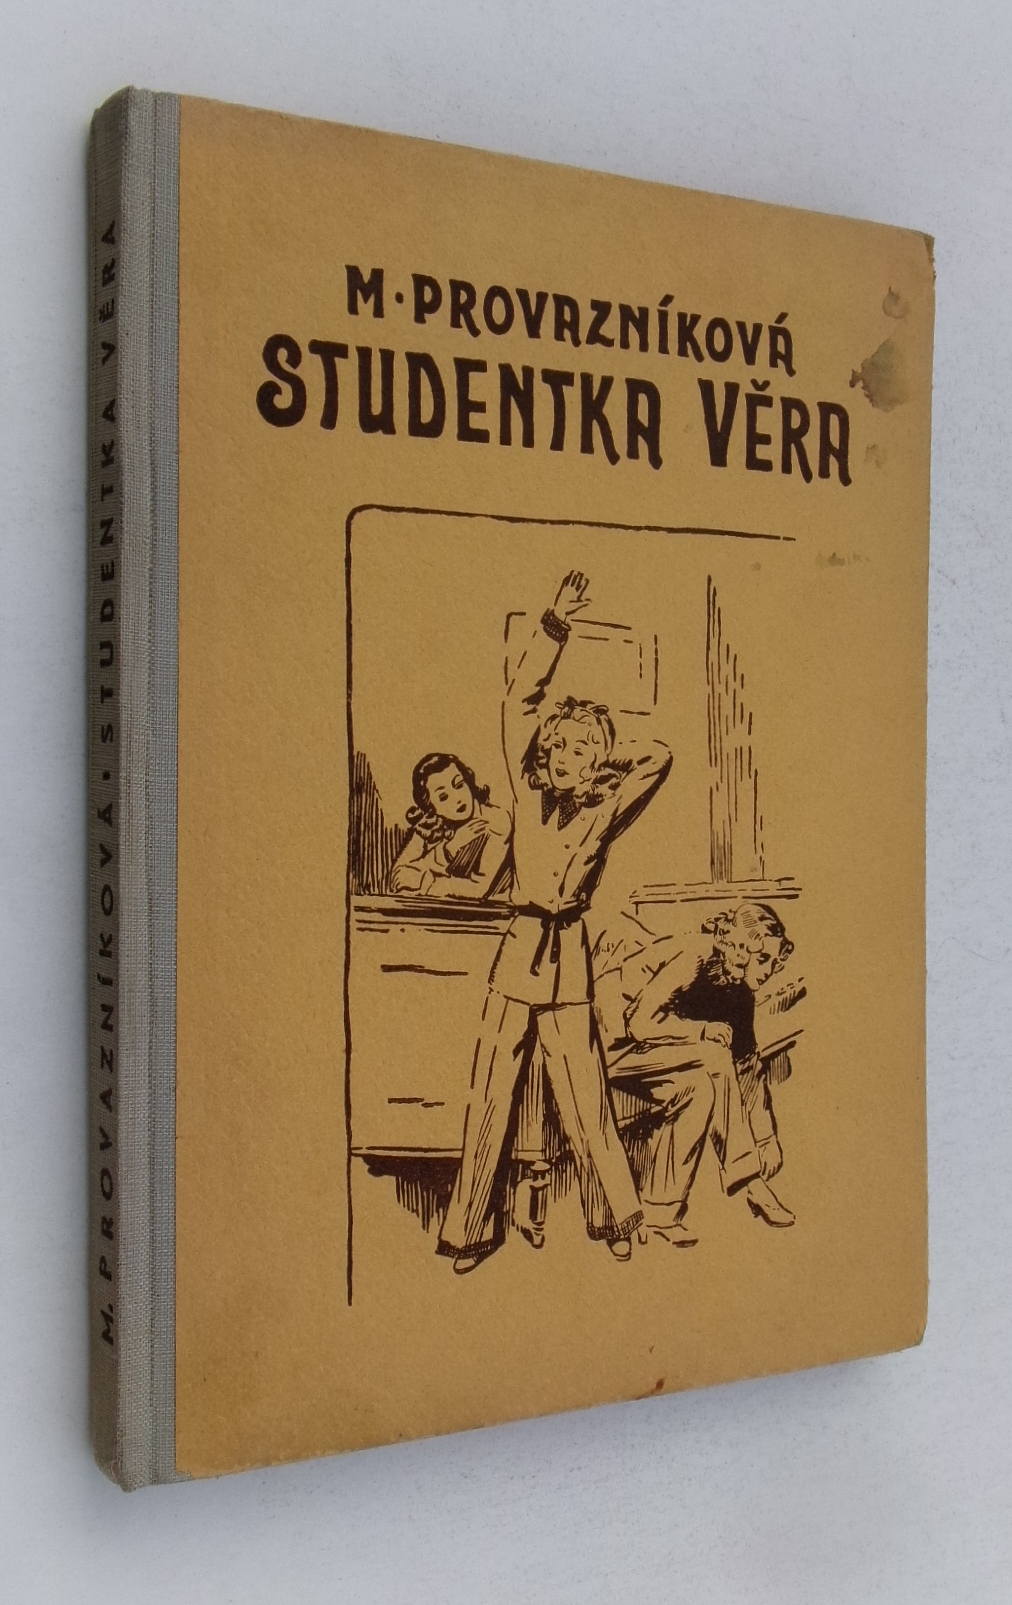 M. PROVAZNÍKOVÁ • STUDENTKA VĚRA
M • PROVAZNÍKOVÁ
STUDENTKA VĚRA